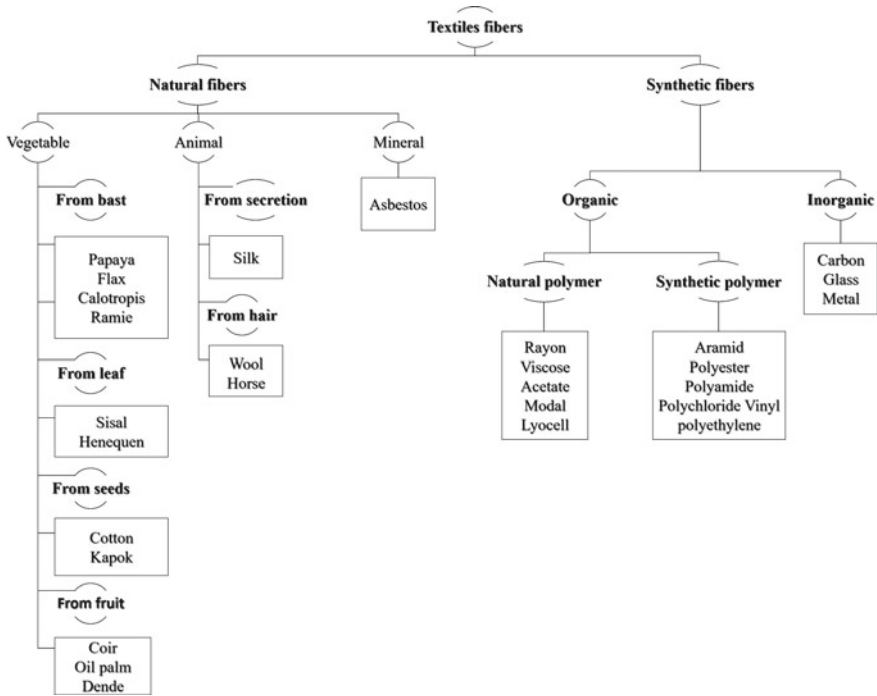 Textiles fibers
Natural fibers
Synthetic fibers
Vegetable
Animal
Mineral
From bast
Papaya
Flax
Calotropis
Ramie
From leaf
Sisal
Henequen
From seeds
Cotton
Kapok
From fruit
Coir
Oil palm
Dende
From secretion
Silk
From hair
Wool
Horse
Asbestos
Organic
Inorganic
Natural polymer
Rayon
Viscose
Acetate
Modal
Lyocell
Synthetic polymer
Aramid
Polyester
Polyamide
Polychloride Vinyl
polyethylene
Carbon
Glass
Metal